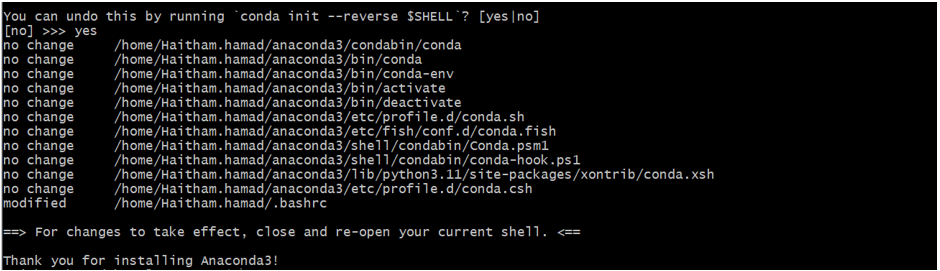 You can undo this by running `conda init --reverse $SHELL`? [yes|no]
[no] >>> yes
no change     /home/Haitham.hamad/anaconda3/condabin/conda
no change     /home/Haitham.hamad/anaconda3/bin/conda
no change     /home/Haitham.hamad/anaconda3/bin/conda-env
no change     /home/Haitham.hamad/anaconda3/bin/activate
no change     /home/Haitham.hamad/anaconda3/bin/deactivate
no change     /home/Haitham.hamad/anaconda3/etc/profile.d/conda.sh
no change     /home/Haitham.hamad/anaconda3/etc/fish/conf.d/conda.fish
no change     /home/Haitham.hamad/anaconda3/shell/condabin/Conda.psm1
no change     /home/Haitham.hamad/anaconda3/shell/condabin/conda-hook.ps1
no change     /home/Haitham.hamad/anaconda3/lib/python3.11/site-packages/xontrib/conda.xsh
no change     /home/Haitham.hamad/anaconda3/etc/profile.d/conda.csh
modified      /home/Haitham.hamad/.bashrc
==> For changes to take effect, close and re-open your current shell. <==
Thank you for installing Anaconda3!